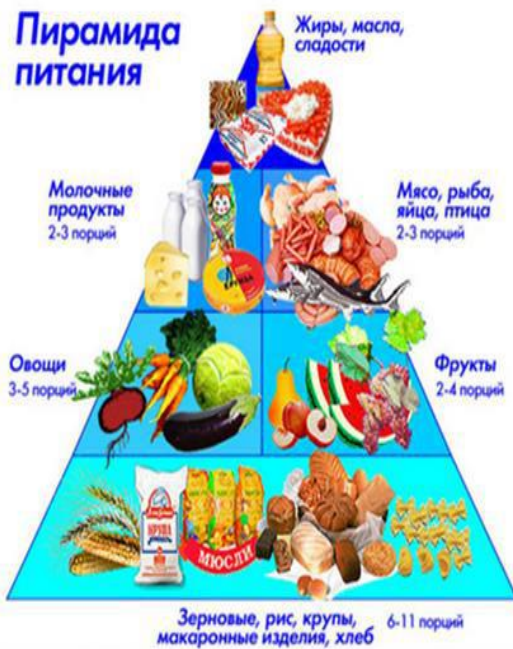 Пирамида
питания
Жиры, масла,
сладости
Молочные
продукты
2-3 порций
Мясо, рыба,
яйца, птица
2-3 порций
Овощи
3-5 порций
Фрукты
2-4 порций
КРУПА
МЮСЛИ
Зерновые, рис, крупы,
макаронные изделия, хлеб
6-11 порций